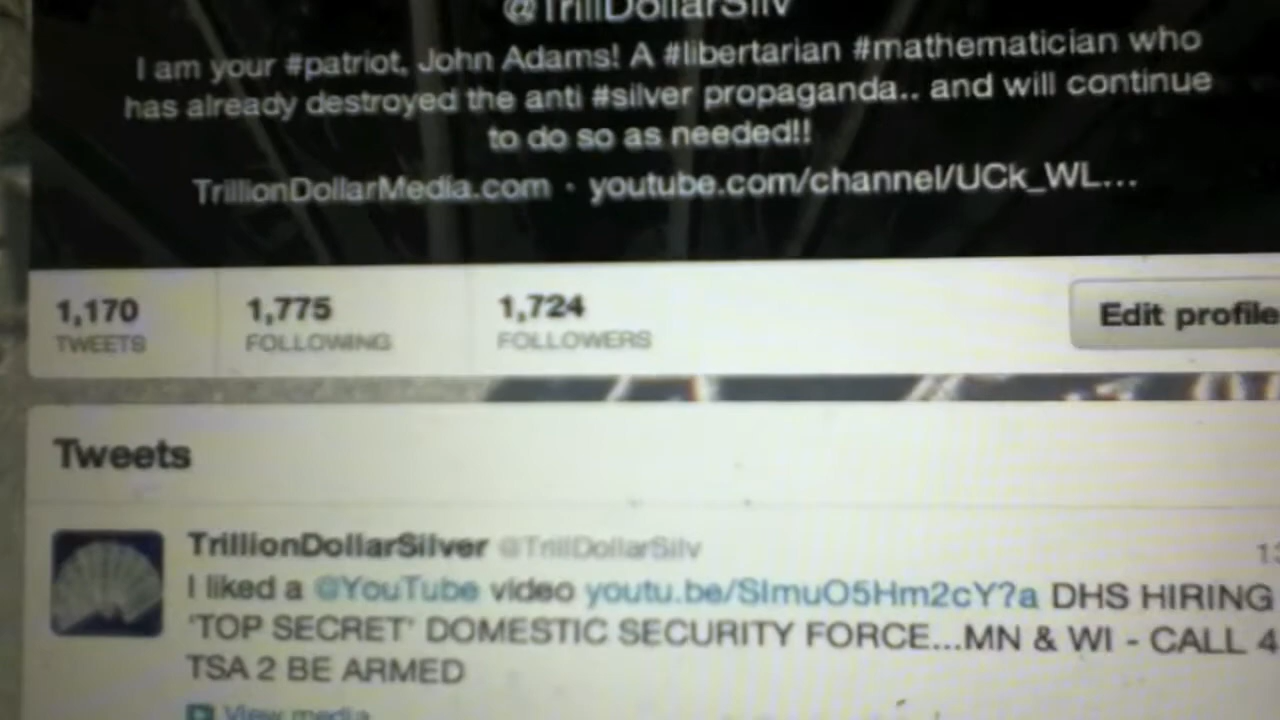 @TrillDollarSilv
I am your #patriot, John Adams! A #libertarian #mathematician who
has already destroyed the anti #silver propaganda.. and will continue
to do so as needed!!
TrillionDollarMedia.com · youtube.com/channel/UCk_WL...
1,170 1,775 1,724
TWEETS FOLLOWING FOLLOWERS
Edit profile
Tweets
TrillionDollarSilver @TrillDollarSilv
I liked a @YouTube video youtu.be/SImuO5Hm2cY?a DHS HIRING
'TOP SECRET' DOMESTIC SECURITY FORCE...MN & WI - CALL 4
TSA 2 BE ARMED
View media